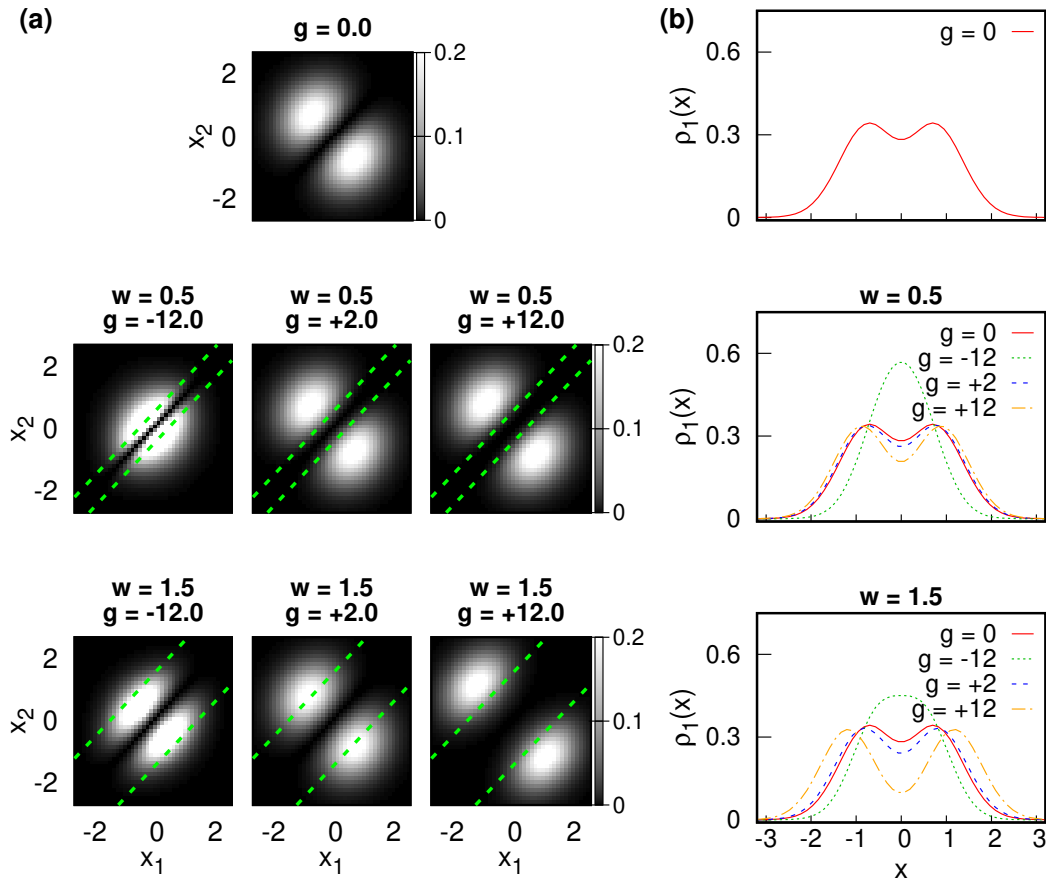 (a)
g = 0.0
2
0
-2
x2
0.2
0.1
0
w = 0.5
g = -12.0
w = 0.5
g = +2.0
w = 0.5
g = +12.0
2
0
-2
x2
0.2
0.1
0
w = 1.5
g = -12.0
w = 1.5
g = +2.0
w = 1.5
g = +12.0
2
0
-2
x2
0.2
0.1
0
-2 0 2
x1
-2 0 2
x1
-2 0 2
x1
(b)
g = 0
0.6
0.3
0
ρ1(x)
w = 0.5
g = 0
g = -12
g = +2
g = +12
0.6
0.3
0
ρ1(x)
w = 1.5
g = 0
g = -12
g = +2
g = +12
0.6
0.3
0
ρ1(x)
-3 -2 -1 0 1 2 3
x